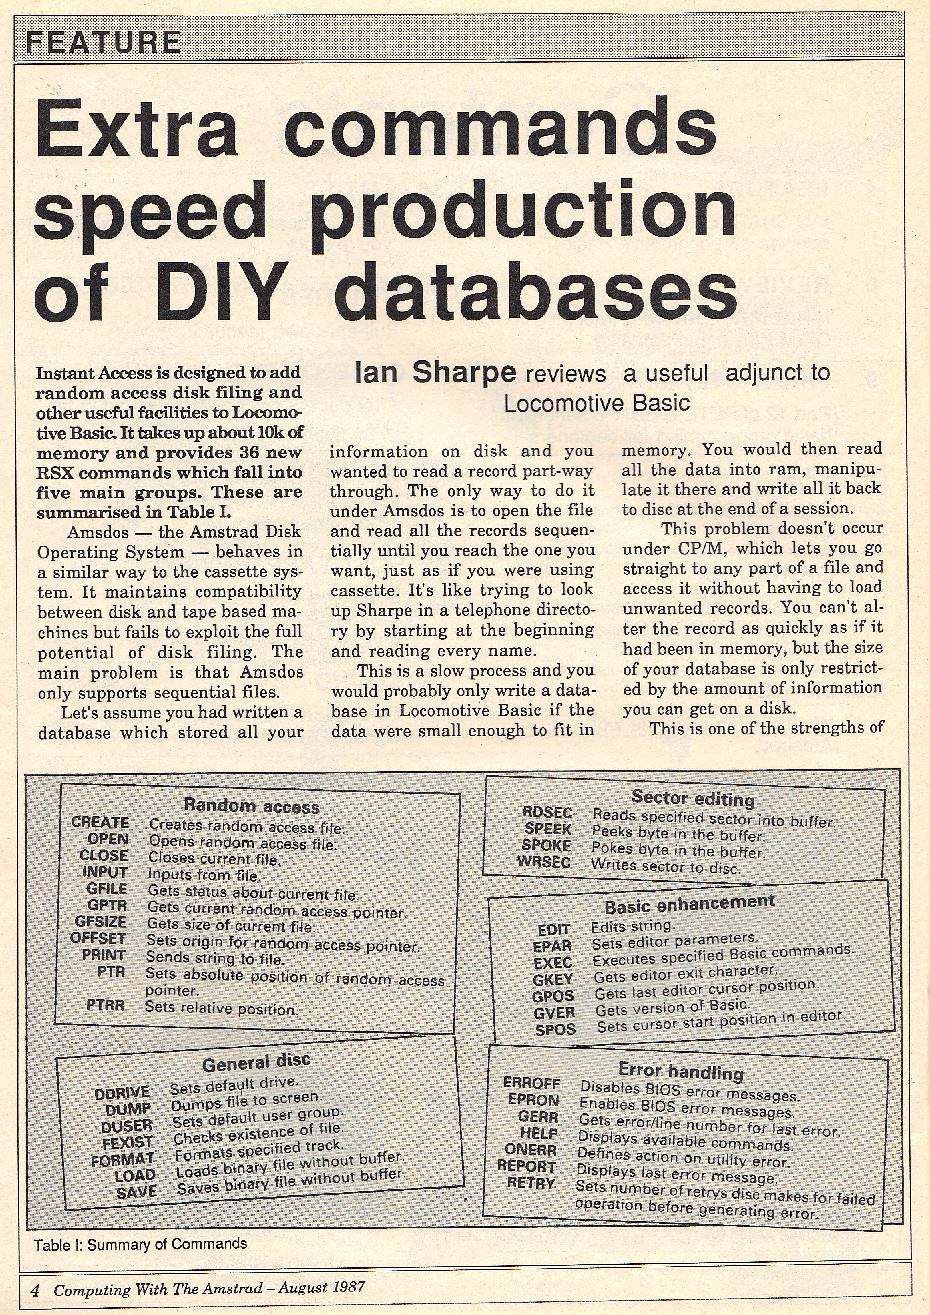 FEATURE
Extra commands
speed production
of DIY databases
Ian Sharpe reviews a useful adjunct to
Locomotive Basic
Instant Access is designed to add
random access disk filing and
other useful facilities to Locomo-
tive Basic. It takes up about 10k of
memory and provides 36 new
RSX commands which fall into
five main groups. These are
summarised in Table I.
Amsdos — the Amstrad Disk
Operating System — behaves in
a similar way to the cassette sys-
tem. It maintains compatibility
between disk and tape based ma-
chines but fails to exploit the full
potential of disk filing. The
main problem is that Amsdos
only supports sequential files.
Let's assume you had written a
database which stored all your
information on disk and you
wanted to read a record part-way
through. The only way to do it
under Amsdos is to open the file
and read all the records sequen-
tially until you reach the one you
want, just as if you were using
cassette. It's like trying to look
up Sharpe in a telephone directo-
ry by starting at the beginning
and reading every name.
This is a slow process and you
would probably only write a data-
base in Locomotive Basic if the
data were small enough to fit in
memory. You would then read
all the data into ram, manipu-
late it there and write all it back
to disc at the end of a session.
This problem doesn't occur
under CP/M, which lets you go
straight to any part of a file and
access it without having to load
unwanted records. You can't al-
ter the record as quickly as if it
had been in memory, but the size
of your database is only restrict-
ed by the amount of information
you can get on a disk.
This is one of the strengths of
Random access
CREATE Creates random access file.
OPEN Opens random access file.
CLOSE Closes current file.
INPUT Inputs from file.
GFILE Gets status about current file.
GPTR Gets current random access pointer.
GFSIZE Gets size of current file.
OFFSET Sets origin for random access pointer.
PRINT Sends string to file.
PTR Sets absolute position of random access
pointer.
PTRR Sets relative position.
General disc
DDRIVE Sets default drive.
DUMP Dumps file to screen.
DUSER Sets default user group.
FEXIST Checks existence of file.
FORMAT Formats specified track.
LOAD Loads binary file without buffer.
SAVE Saves binary file without buffer.
Sector editing
RDSEC Reads specified sector into buffer.
SPEEK Peeks byte in the buffer.
SPOKE Pokes byte in the buffer.
WRSEC Writes sector to disc.
Basic enhancement
EDIT Edits string.
EPAR Sets editor parameters.
EXEC Executes specified Basic commands.
GKEY Gets editor exit character.
GPOS Gets last editor cursor position
GVER Gets version of Basic.
SPOS Sets cursor start position in editor.
Error handling
ERROFF Disables BIOS error messages.
EPRON Enables BIOS error messages.
GERR Gets error/line number for last error.
HELP Displays available commands.
ONERR Defines action on utility error.
REPORT Displays last error message.
RETRY Sets number of retrys disc makes for failed
operation before generating error.
Table I: Summary of Commands
4 Computing With The Amstrad – August 1987